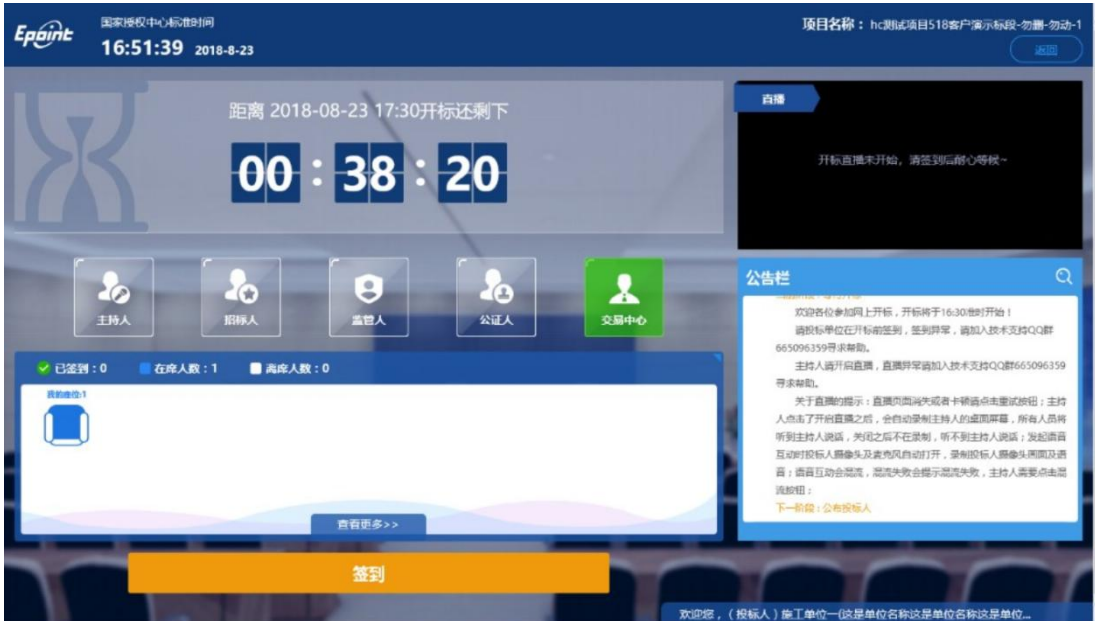 Epoint
国家授权中心标准时间
16:51:39 2018-8-23
项目名称：hc测试项目518客户演示标段-勿删-勿动-1
返回
距离 2018-08-23 17:30开标还剩下
00 : 38 : 20
直播
开标直播未开始，请签到后耐心等候~
主持人
招标人
监管人
公证人
交易中心
公告栏
欢迎各位参加网上开标，开标将于16:30准时开始！
请投标单位在开标前签到，签到异常，请加入技术支持QQ群
665096359寻求帮助。
主持人请开启直播，直播异常请加入技术支持QQ群665096359
寻求帮助。
关于直播的提示：直播页面消失或者卡顿请点击重试按钮；主持
人点击了开启直播之后，会自动录制主持人的桌面屏幕，所有人员将
听到主持人说话，关闭之后不在录制，听不到主持人说话；发起语音
互动时投标人摄像头及麦克风自动打开，录制投标人摄像头画面及语
音；语音互动会混流，混流失败会提示混流失败，主持人需要点击混
流按钮；
下一阶段：公布投标人
已签到：0 在席人数：1 离席人数：0
我的座位:1
查看更多>>
签到
欢迎您，（投标人）施工单位一(这是单位名称这是单位名称这是单位...